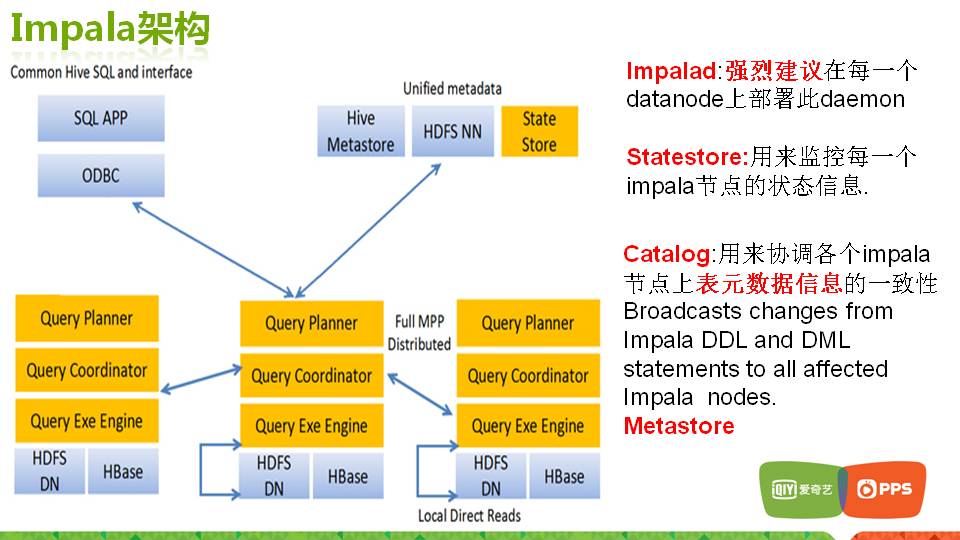 Impala架构
Common Hive SQL and interface
SQL APP
ODBC
Unified metadata
Hive
Metastore
HDFS NN
State
Store
Query Planner
Query Coordinator
Query Exe Engine
HDFS
DN
HBase
Query Planner
Query Coordinator
Query Exe Engine
HDFS
DN
HBase
Full MPP
Distributed
Query Planner
Query Coordinator
Query Exe Engine
HDFS
DN
HBase
Local Direct Reads
Impalad:强烈建议在每一个
datanode上部署此daemon
Statestore:用来监控每一个
impala节点的状态信息.
Catalog:用来协调各个impala
节点上表元数据信息的一致性
Broadcasts changes from
Impala DDL and DML
statements to all affected
Impala nodes.
Metastore
iQIYI 爱奇艺
PPS